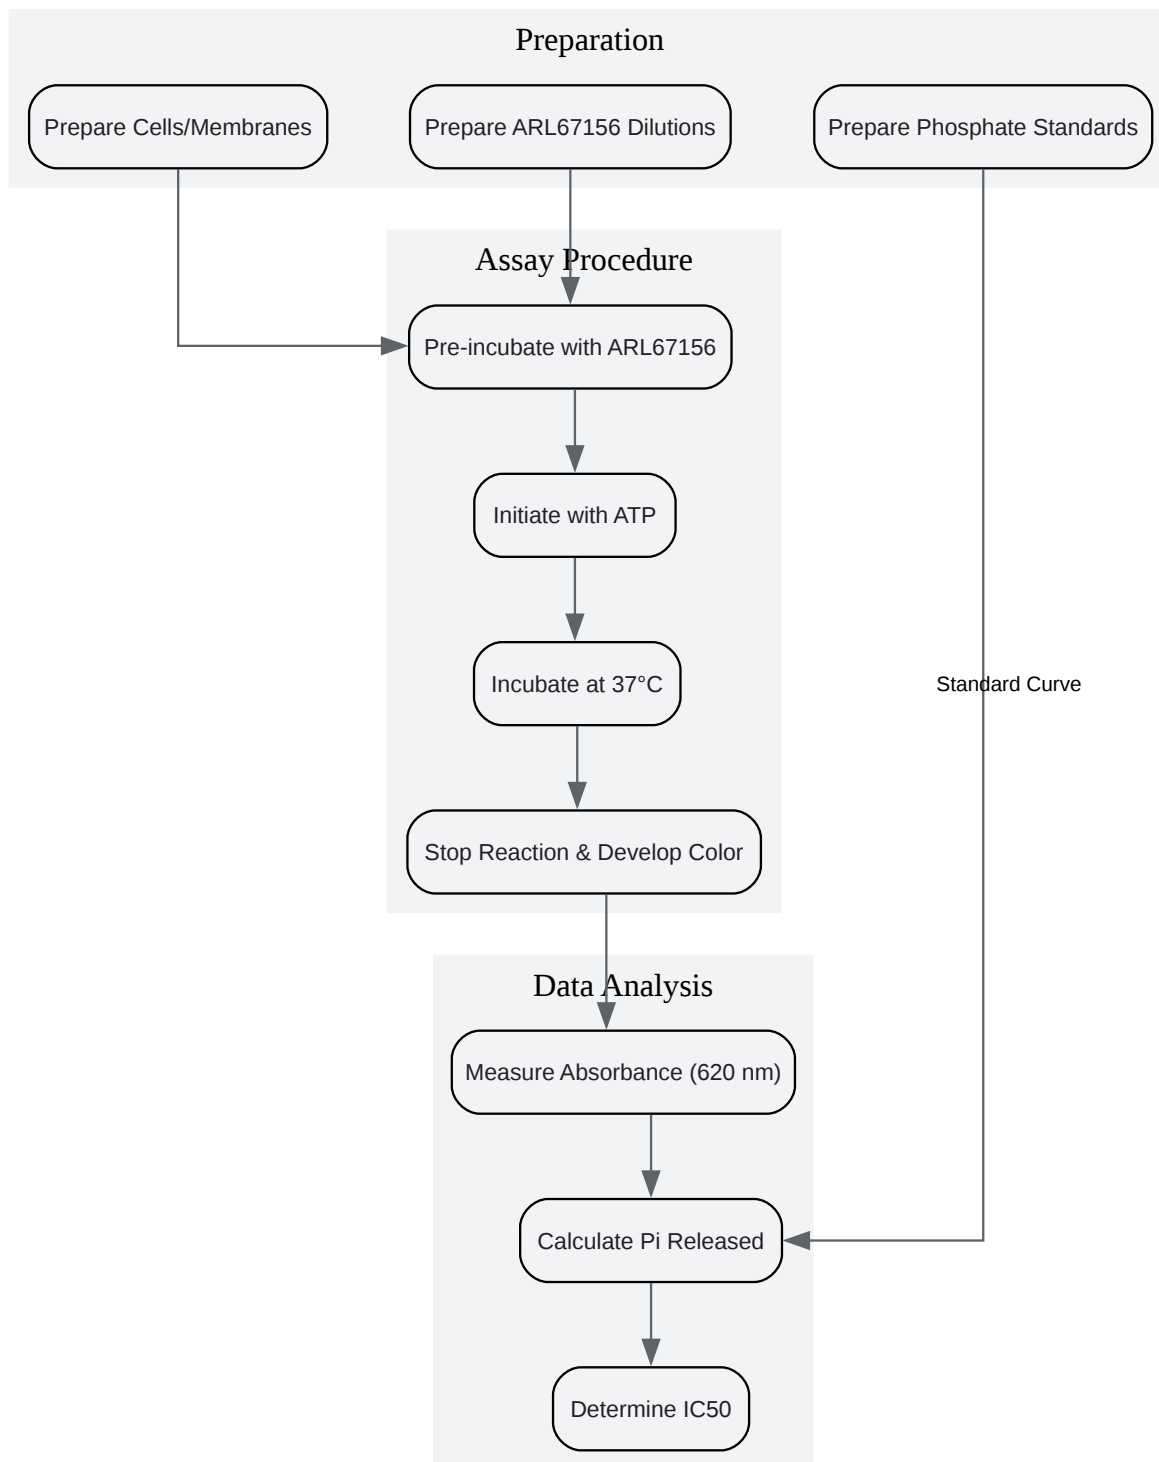 Preparation
Prepare Cells/Membranes
Prepare ARL67156 Dilutions
Prepare Phosphate Standards
Assay Procedure
Pre-incubate with ARL67156
Initiate with ATP
Incubate at 37°C
Standard Curve
Stop Reaction & Develop Color
Data Analysis
Measure Absorbance (620 nm)
Calculate Pi Released
Determine IC50